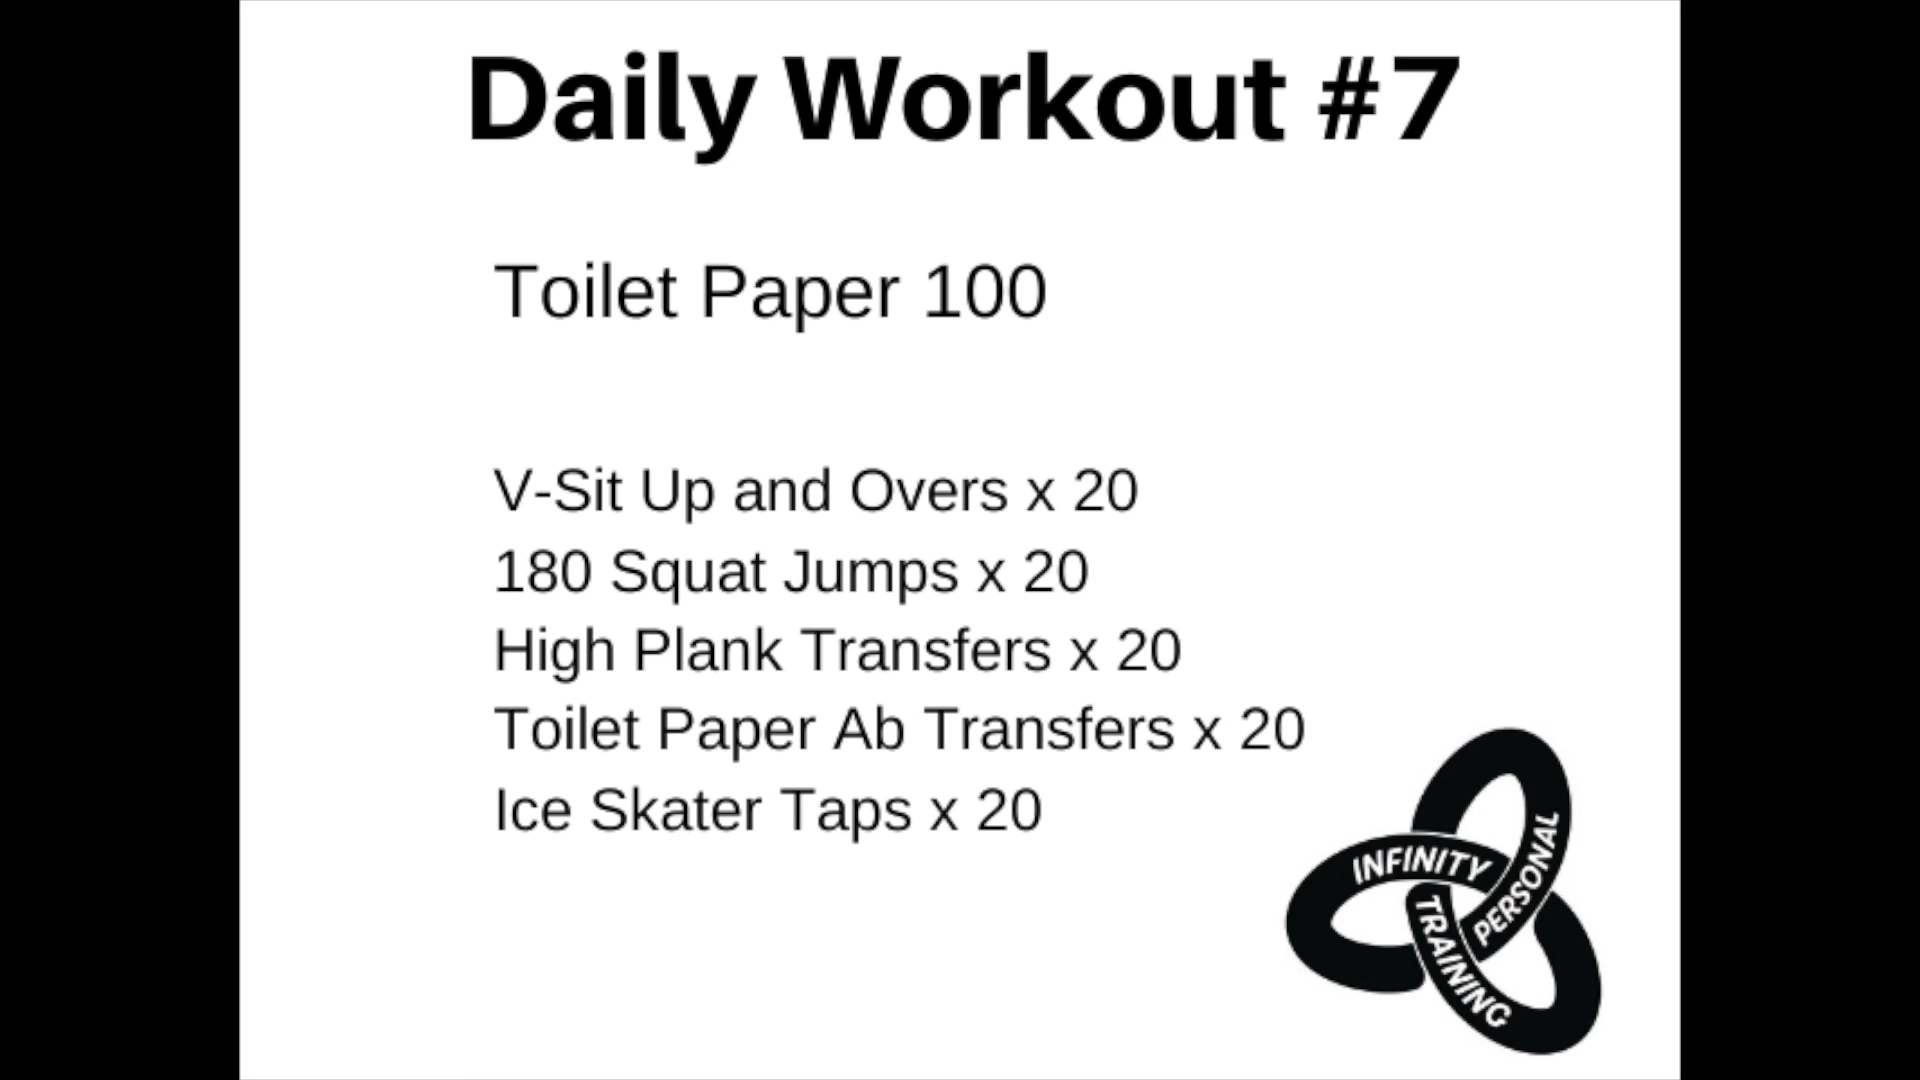 Daily Workout #7
Toilet Paper 100
V-Sit Up and Overs x 20
180 Squat Jumps x 20
High Plank Transfers x 20
Toilet Paper Ab Transfers x 20
Ice Skater Taps x 20
INFINITY
PERSONAL
TRAINING